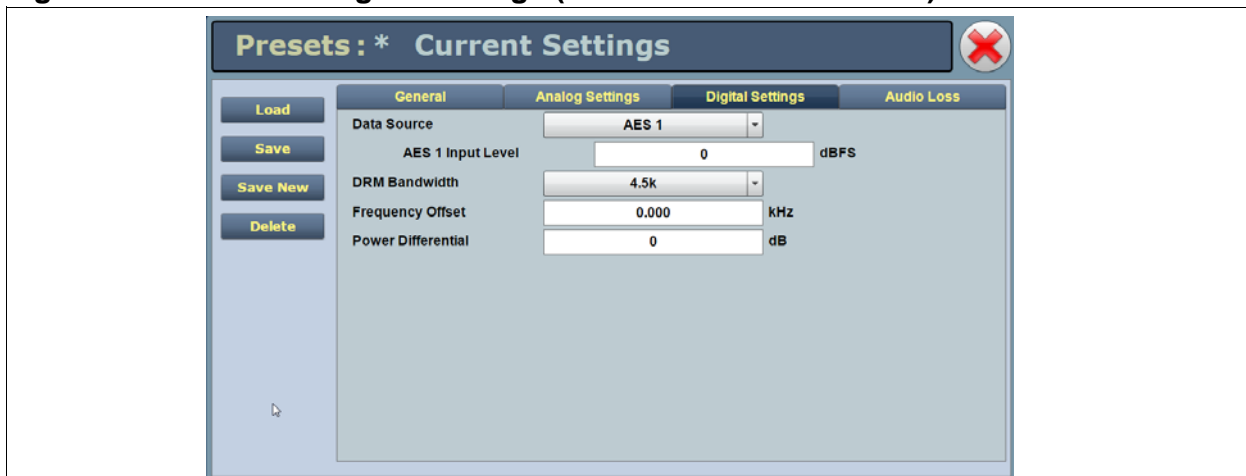 Presets:* Current Settings
Load
Save
Save New
Delete
General Analog Settings Digital Settings Audio Loss
Data Source AES 1
AES 1 Input Level 0 dBFS
DRM Bandwidth 4.5k
Frequency Offset 0.000 kHz
Power Differential 0 dB